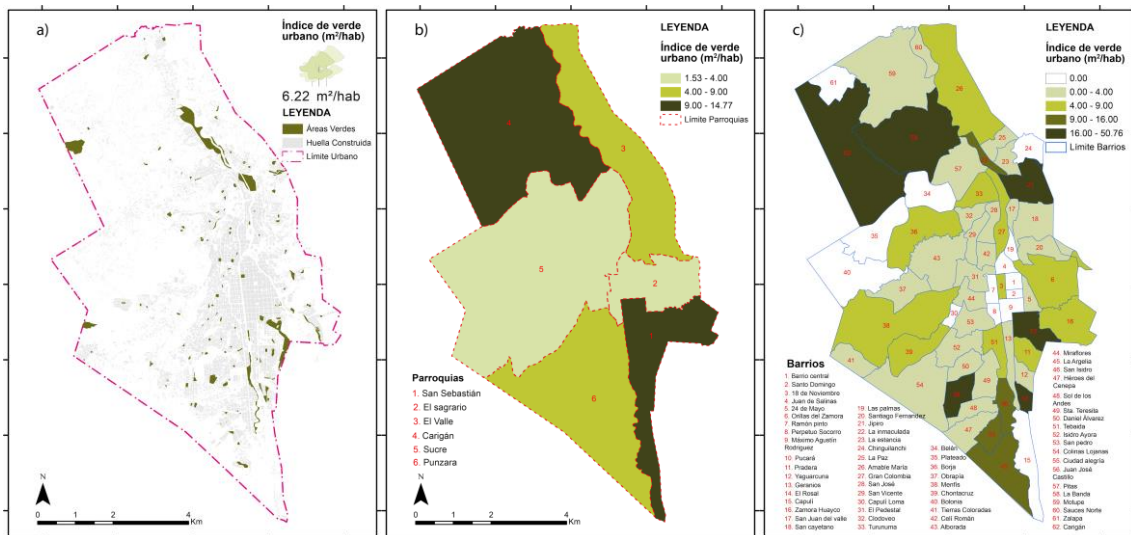 a)
Índice de verde
urbano (m²/hab)
6.22 m²/hab
LEYENDA
Áreas Verdes
Huella Construida
Límite Urbano
N
0 1 2 4
Km
b)
LEYENDA
Índice de verde
urbano (m²/hab)
1.53 - 4.00
4.00 - 9.00
9.00 - 14.77
Límite Parroquias
4
3
5
2
6
Parroquias
1. San Sebastián
2. El sagrario
3. El Valle
4. Carigán
5. Sucre
6. Punzara
N
0 1 2 4
Km
c)
LEYENDA
Índice de verde
urbano (m²/hab)
0.00
0.00 - 4.00
4.00 - 9.00
9.00 - 16.00
16.00 - 50.76
Límite Barrios
Barrios
1 Barrio central
2 Santo Domingo
3 18 de Noviembre
4 Juan de Salinas
5 24 de Mayo
6 Orillas del Zamora
7 Ramón pinto
8 Perpetuo Socorro
9 Máximo Agustín
Rodríguez
10 Pucará
11 Pradera
12 Yaguarcuna
13 Geranios
14 El Rosal
15 Capulí
16 Zamora Huayco
17 San Juan del valle
18 San cayetano
19 Las palmas
20 Santiago Fernandez
21 Jipiro
22 La inmaculada
23 La estancia
24 Chinguilanchi
25 La Paz
26 Amable María
27 Gran Colombia
28 San José
29 San Vicente
30 Capulí Loma
31 El Pedestal
32 Clodoveo
33 Turunuma
34 Belén
35 Plateado
36 Borja
37 Obrapía
38 Menfis
39 Chontacruz
40 Bolonia
41 Tierras Coloradas
42 Celi Román
43 Alborada
44 Miraflores
45 La Argelia
46 San Isidro
47 Héroes del
Cenepa
48 Sol de los
Andes
49 Sta. Teresita
50 Daniel Álvarez
51 Tebaida
52 Isidro Ayora
53 San pedro
54 Colinas Lojanas
55 Ciudad alegría
56 Juan José
Castillo
57 Pitas
58 La Banda
59 Motupe
60 Sauces Norte
61 Zalapa
62 Carigán
N
0 1 2 4
Km